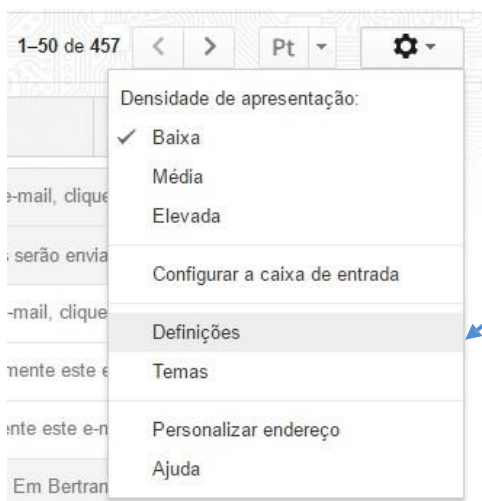 1–50 de 457 Pt
Densidade de apresentação:
Baixa
Média
e-mail, clique
Elevada
serão envia
Configurar a caixa de entrada
-mail, clique
Definições
mente este e
Temas
ente este e-n
Personalizar endereço
Ajuda
Em Bertran